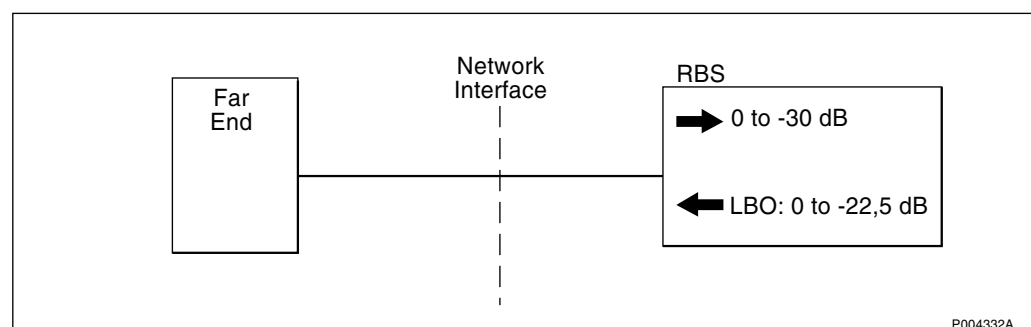 Far
End
Network
Interface
RBS
0 to -30 dB
LBO: 0 to -22,5 dB
P004332A